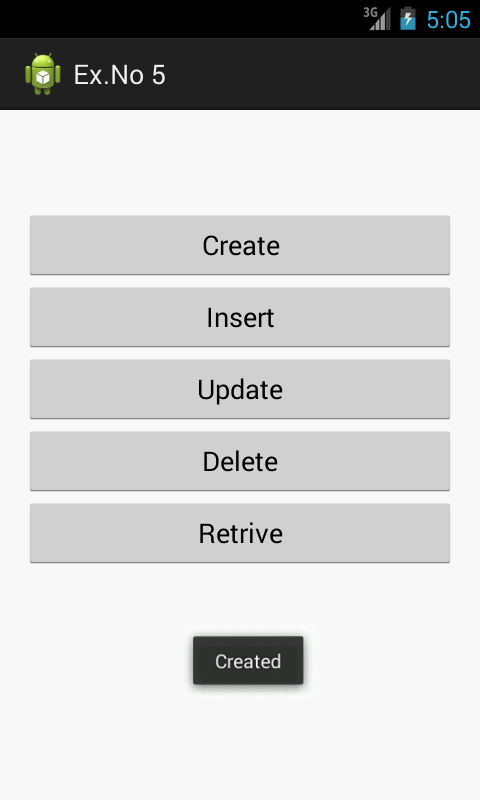 3G 5:05
Ex.No 5
Create
Insert
Update
Delete
Retrive
Created